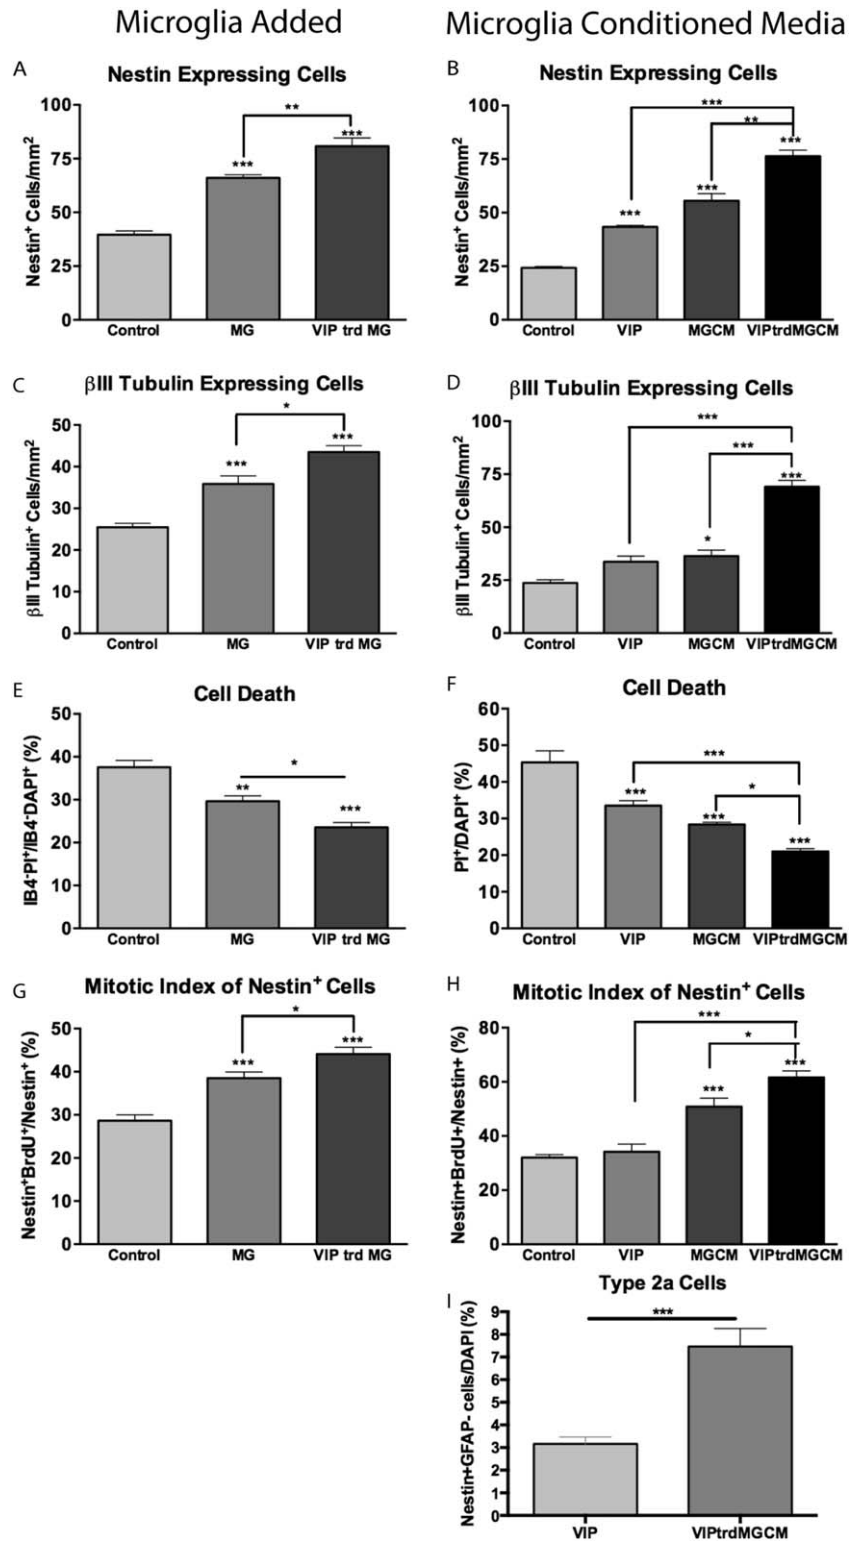 Microglia Added
Microglia Conditioned Media
A
Nestin Expressing Cells
Nestin⁺ Cells/mm²
100
75
50
25
0
**
***
***
Control MG VIP trd MG
B
Nestin Expressing Cells
Nestin⁺ Cells/mm²
100
75
50
25
0
***
**
***
***
***
Control VIP MGCM VIPtrdMGCM
C
βIII Tubulin Expressing Cells
βIII Tubulin⁺ Cells/mm²
50
40
30
20
10
0
*
***
***
Control MG VIP trd MG
D
βIII Tubulin Expressing Cells
βIII Tubulin⁺ Cells/mm²
100
75
50
25
0
***
***
*
***
Control VIP MGCM VIPtrdMGCM
E
Cell Death
IB4⁻PI⁺/IB4⁻DAPI⁺ (%)
50
40
30
20
10
0
*
**
***
Control MG VIP trd MG
F
Cell Death
PI⁺/DAPI⁺ (%)
60
50
40
30
20
10
0
***
*
***
***
***
Control VIP MGCM VIPtrdMGCM
G
Mitotic Index of Nestin⁺ Cells
Nestin⁺BrdU⁺/Nestin⁺ (%)
50
40
30
20
10
0
*
***
***
Control MG VIP trd MG
H
Mitotic Index of Nestin⁺ Cells
Nestin+BrdU+/Nestin+ (%)
80
60
40
20
0
***
*
***
***
Control VIP MGCM VIPtrdMGCM
I
Type 2a Cells
Nestin+GFAP- cells/DAPI (%)
9
8
7
6
5
4
3
2
1
0
***
VIP VIPtrdMGCM